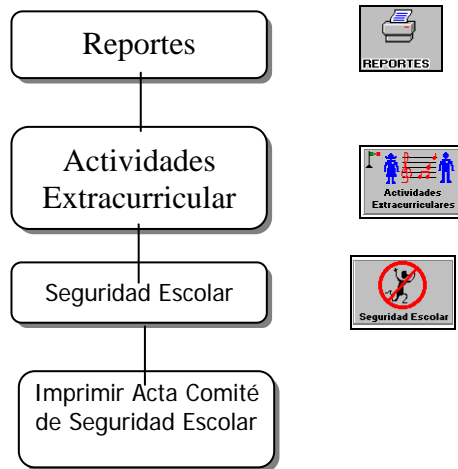 Reportes
REPORTES
Actividades
Extracurricular
Actividades
Extracurriculares
Seguridad Escolar
Seguridad Escolar
Imprimir Acta Comité
de Seguridad Escolar